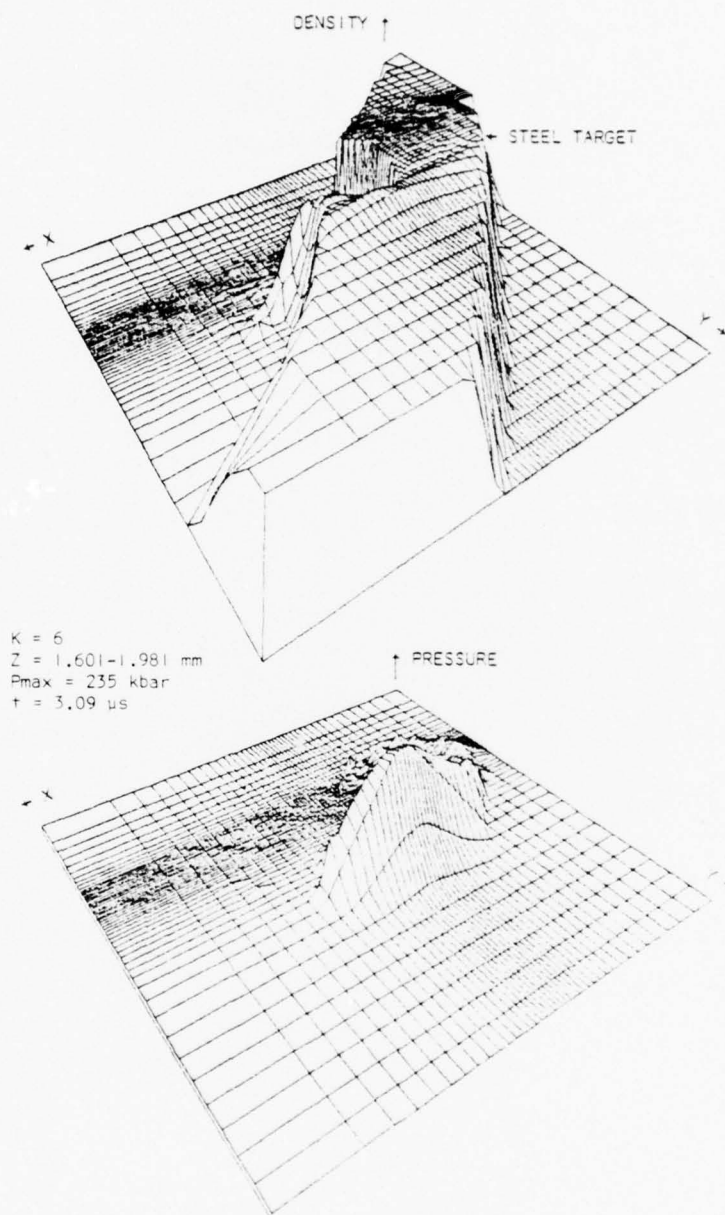 DENSITY
STEEL TARGET
X
Y
K = 6
Z = 1.601-1.981 mm
Pmax = 235 kbar
t = 3.09 µs
PRESSURE
X